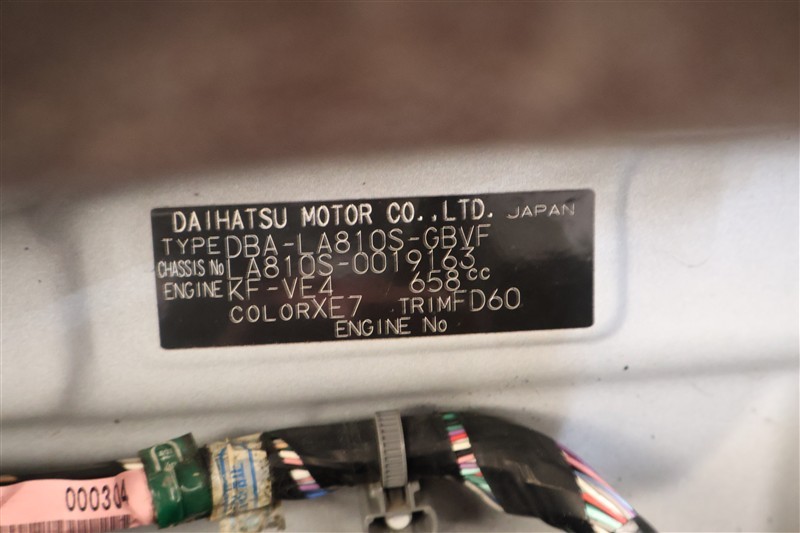 DAIHATSU MOTOR CO.,LTD. JAPAN
TYPE DBA-LA810S-GBVF
CHASSIS No LA810S-0019163
ENGINE KF-VE4 658cc
COLOR XE7 TRIM FD60
ENGINE No
000304